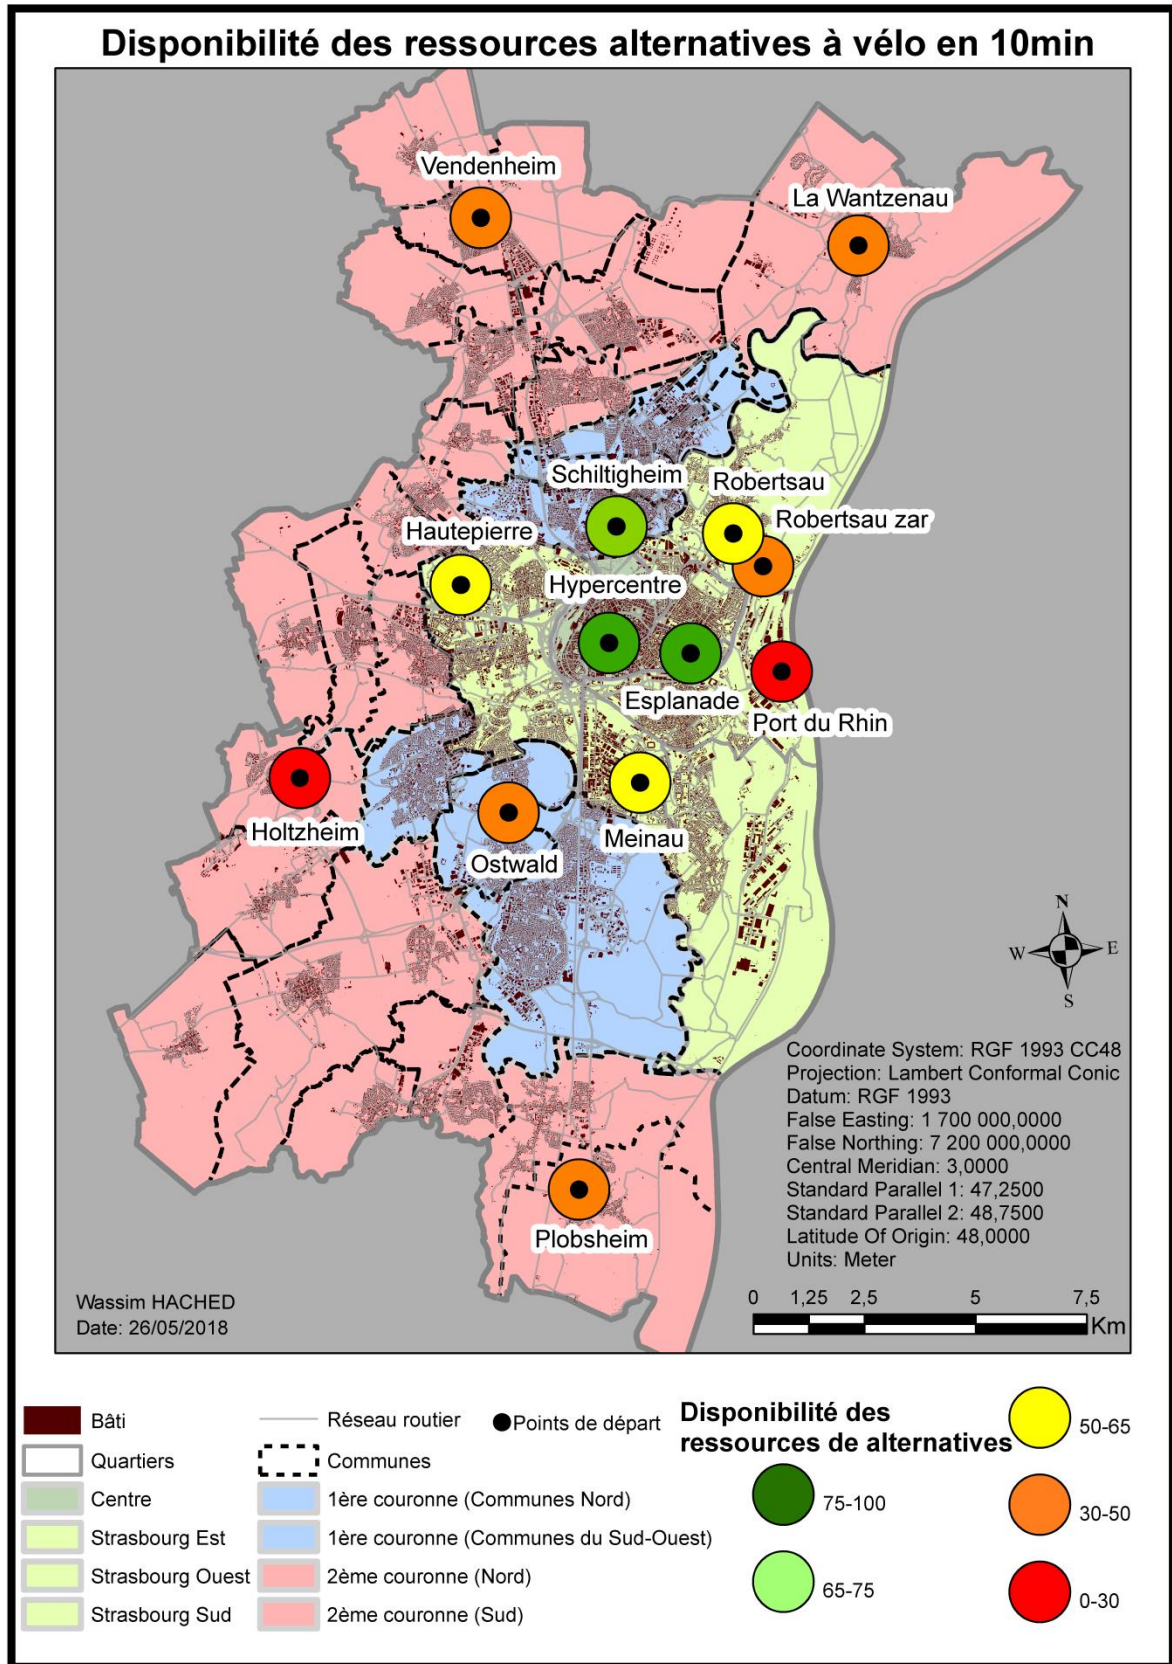 Disponibilité des ressources alternatives à vélo en 10min
Vendenheim
La Wantzenau
Schiltigheim
Robertsau
Robertsau zar
Hautepierre
Hypercentre
Esplanade
Port du Rhin
Holtzheim
Ostwald
Meinau
Plobsheim
N
W
E
S
Coordinate System: RGF 1993 CC48
Projection: Lambert Conformal Conic
Datum: RGF 1993
False Easting: 1 700 000,0000
False Northing: 7 200 000,0000
Central Meridian: 3,0000
Standard Parallel 1: 47,2500
Standard Parallel 2: 48,7500
Latitude Of Origin: 48,0000
Units: Meter
0 1,25 2,5 5 7,5
Km
Wassim HACHED
Date: 26/05/2018
Bâti
Quartiers
Centre
Strasbourg Est
Strasbourg Ouest
Strasbourg Sud
Réseau routier
Communes
1ère couronne (Communes Nord)
1ère couronne (Communes du Sud-Ouest)
2ème couronne (Nord)
2ème couronne (Sud)
Points de départ
Disponibilité des
ressources de alternatives
75-100
65-75
50-65
30-50
0-30